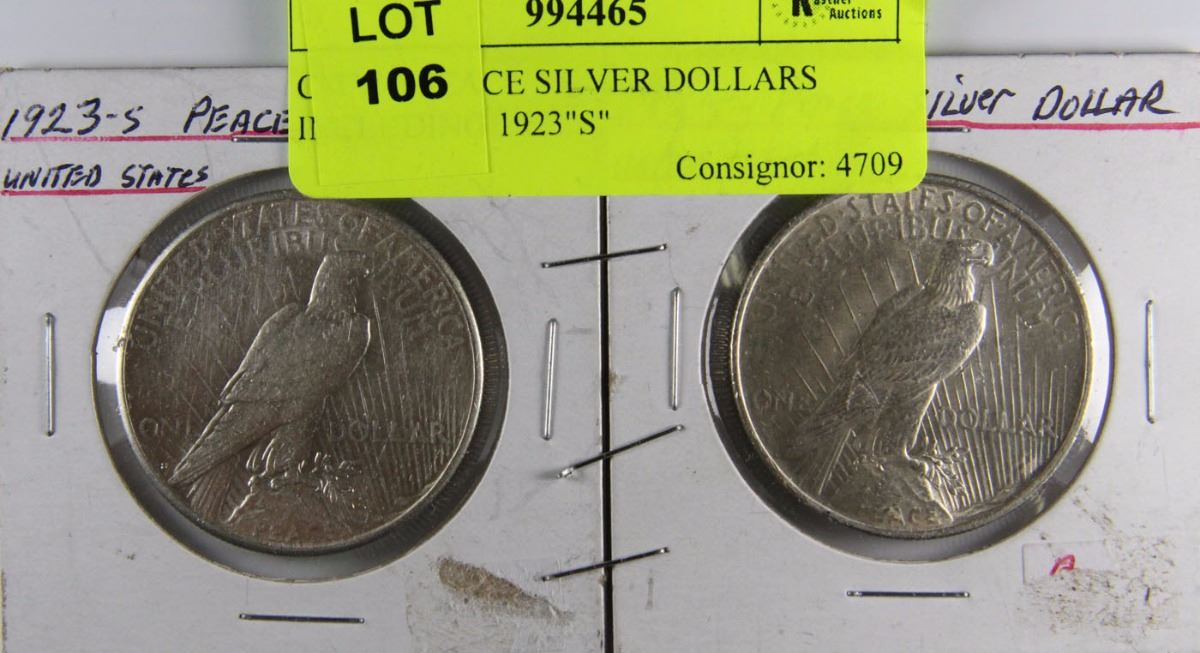 LOT
106
994465
Auctions
CE SILVER DOLLARS
1923"S"
Consignor: 4709
1923-S PEACE
UNITED STATES
SILVER DOLLAR
UNITED STATES OF AMERICA
E PLURIBUS UNUM
ONE DOLLAR
STATES OF AMERICA
E PLURIBUS UNUM
ONE DOLLAR
PEACE